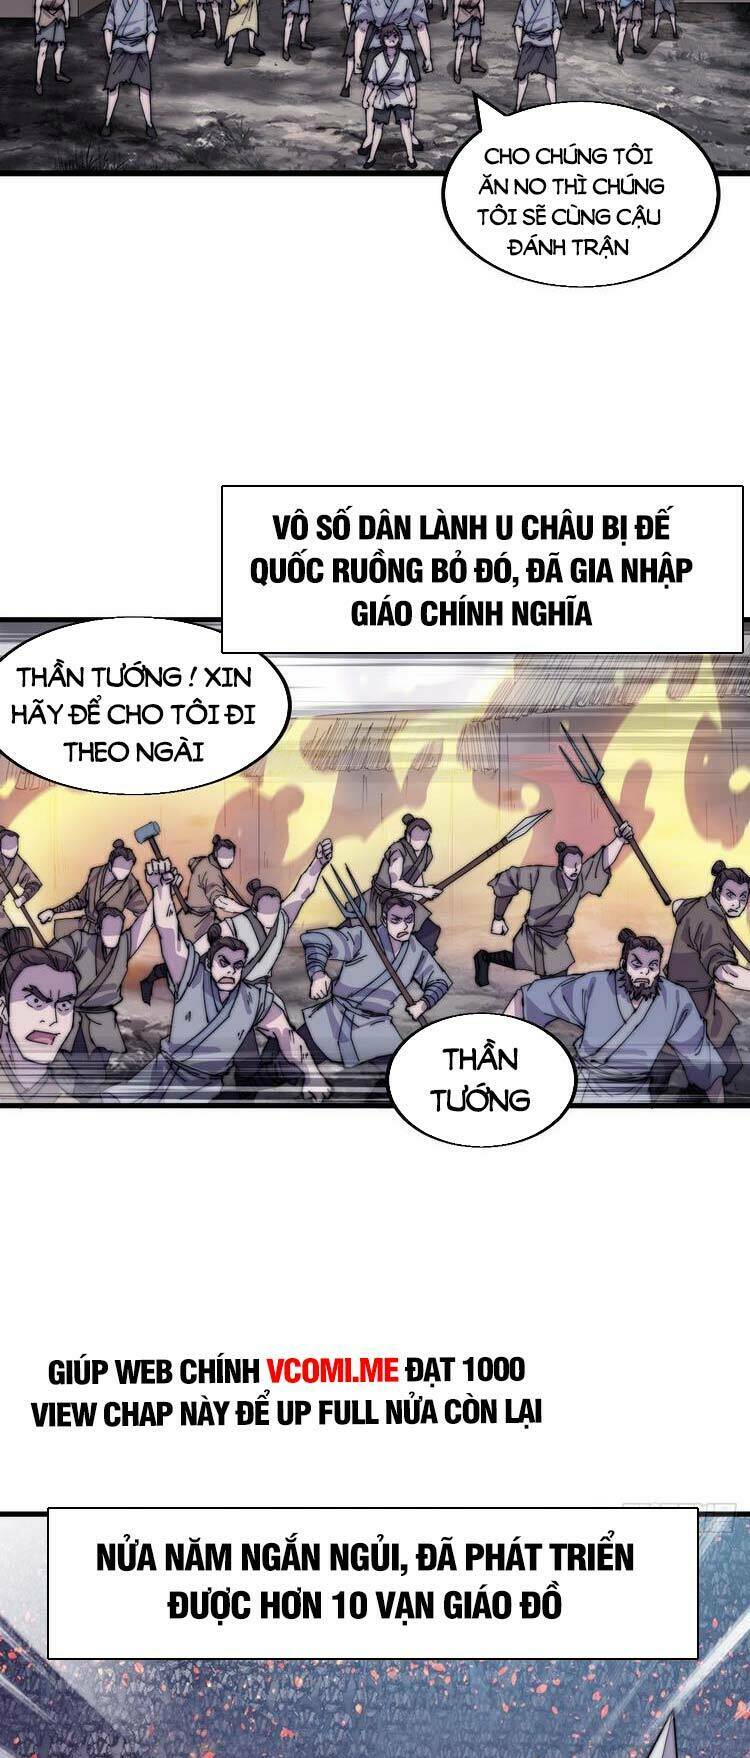 CHO CHÚNG TÔI
ĂN NO THÌ CHÚNG
TÔI SẼ CÙNG CẬU
ĐÁNH TRẬN
VÔ SỐ DÂN LÀNH U CHÂU BỊ ĐẾ
QUỐC RUỒNG BỎ ĐÓ, ĐÃ GIA NHẬP
GIÁO CHÍNH NGHĨA
THẦN TƯỚNG ! XIN
HÃY ĐỂ CHO TÔI ĐI
THEO NGÀI
THẦN
TƯỚNG
GIÚP WEB CHÍNH VCOMI.ME ĐẠT 1000
VIEW CHAP NÀY ĐỂ UP FULL NỬA CÒN LẠI
NỬA NĂM NGẮN NGỦI, ĐÃ PHÁT TRIỂN
ĐƯỢC HƠN 10 VẠN GIÁO ĐỒ